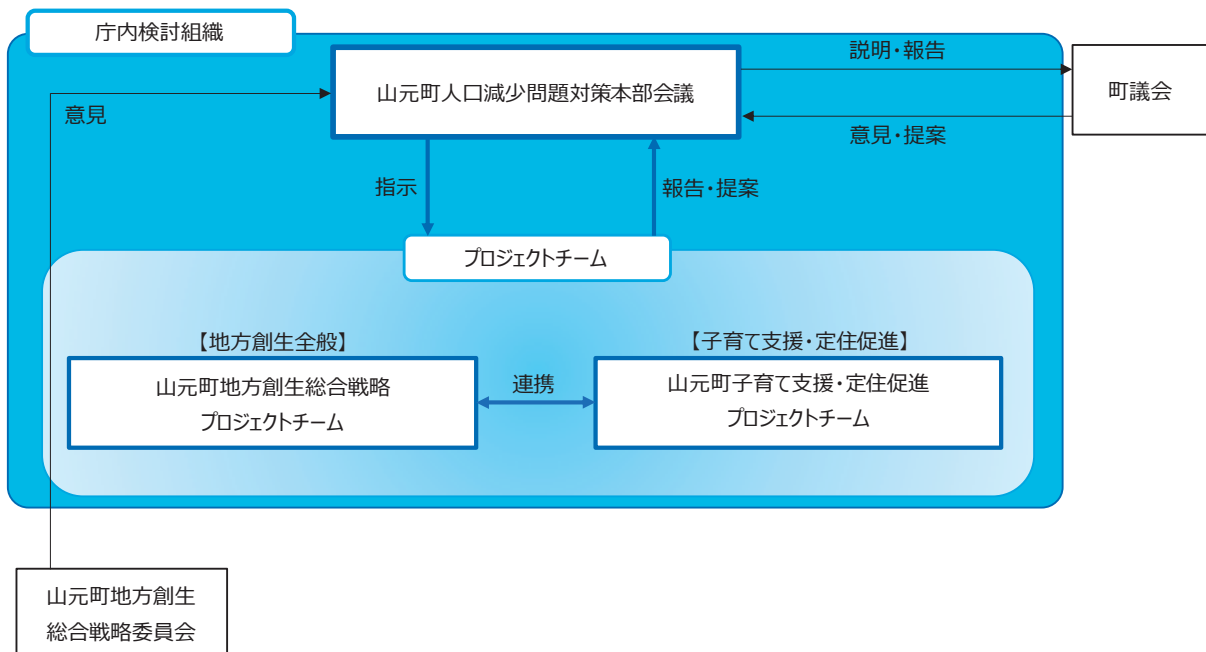 庁内検討組織
説明・報告
山元町人口減少問題対策本部会議
町議会
意見
意見・提案
指示
報告・提案
プロジェクトチーム
【地方創生全般】
【子育て支援・定住促進】
山元町地方創生総合戦略
プロジェクトチーム
連携
山元町子育て支援・定住促進
プロジェクトチーム
山元町地方創生
総合戦略委員会